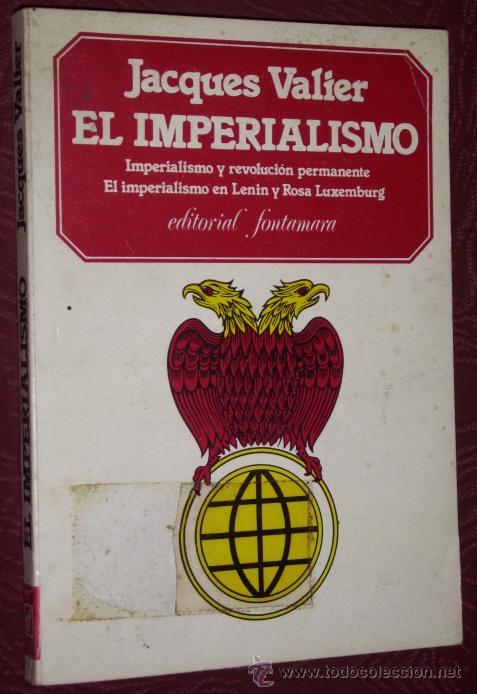 Jacques Valier
EL IMPERIALISMO
Imperialismo y revolución permanente
El imperialismo en Lenin y Rosa Luxemburg
editorial fontamara
EL IMPERIALISMO Jacques Valier
www.todocoleccion.net